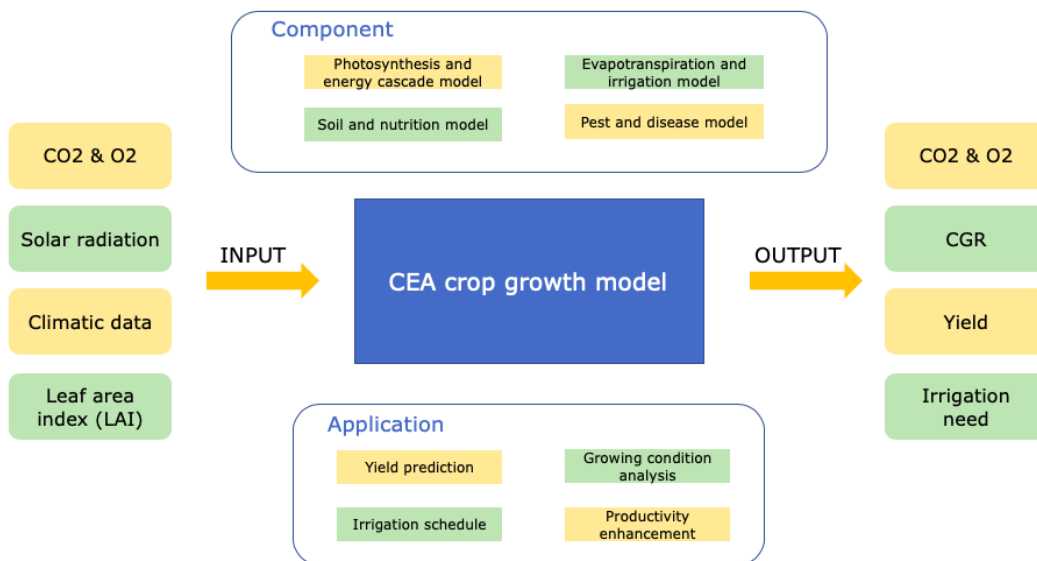 Component
Photosynthesis and
energy cascade model
Evapotranspiration and
irrigation model
Soil and nutrition model
Pest and disease model
CO2 & O2
Solar radiation
Climatic data
Leaf area
index (LAI)
INPUT
CEA crop growth model
OUTPUT
CO2 & O2
CGR
Yield
Irrigation
need
Application
Yield prediction
Growing condition
analysis
Irrigation schedule
Productivity
enhancement